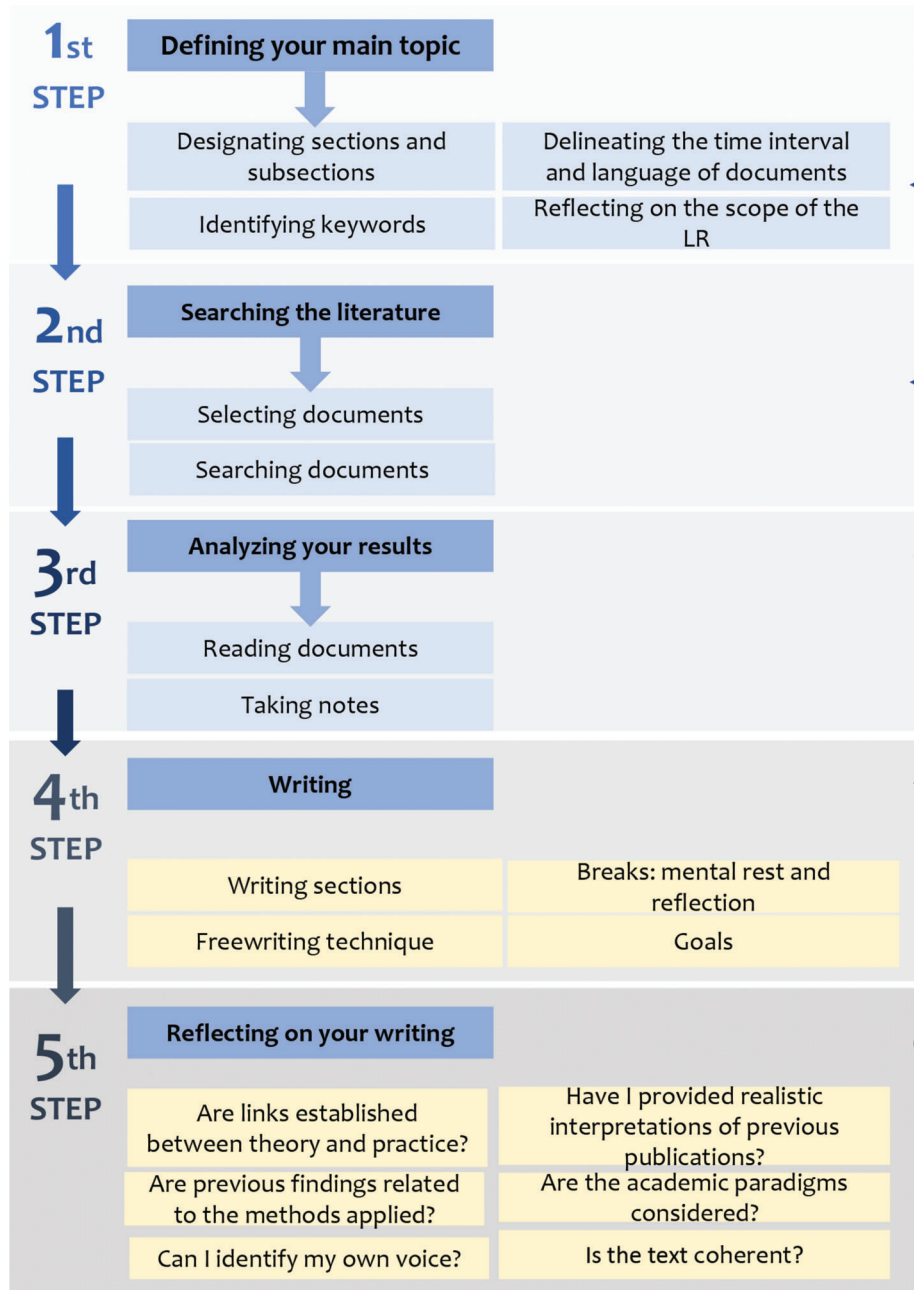 1st
STEP
Defining your main topic
Designating sections and
subsections
Delineating the time interval
and language of documents
Identifying keywords
Reflecting on the scope of the
LR
2nd
STEP
Searching the literature
Selecting documents
Searching documents
3rd
STEP
Analyzing your results
Reading documents
Taking notes
4th
STEP
Writing
Writing sections
Breaks: mental rest and
reflection
Freewriting technique
Goals
5th
STEP
Reflecting on your writing
Are links established
between theory and practice?
Have I provided realistic
interpretations of previous
publications?
Are previous findings related
to the methods applied?
Are the academic paradigms
considered?
Can I identify my own voice?
Is the text coherent?